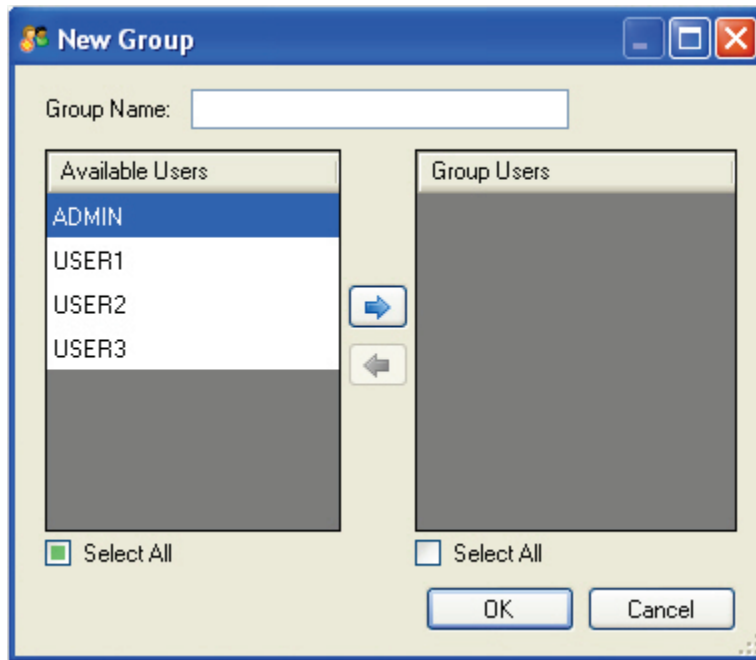 New Group
Group Name:
Available Users
Group Users
ADMIN
USER1
USER2
USER3
Select All
Select All
OK
Cancel